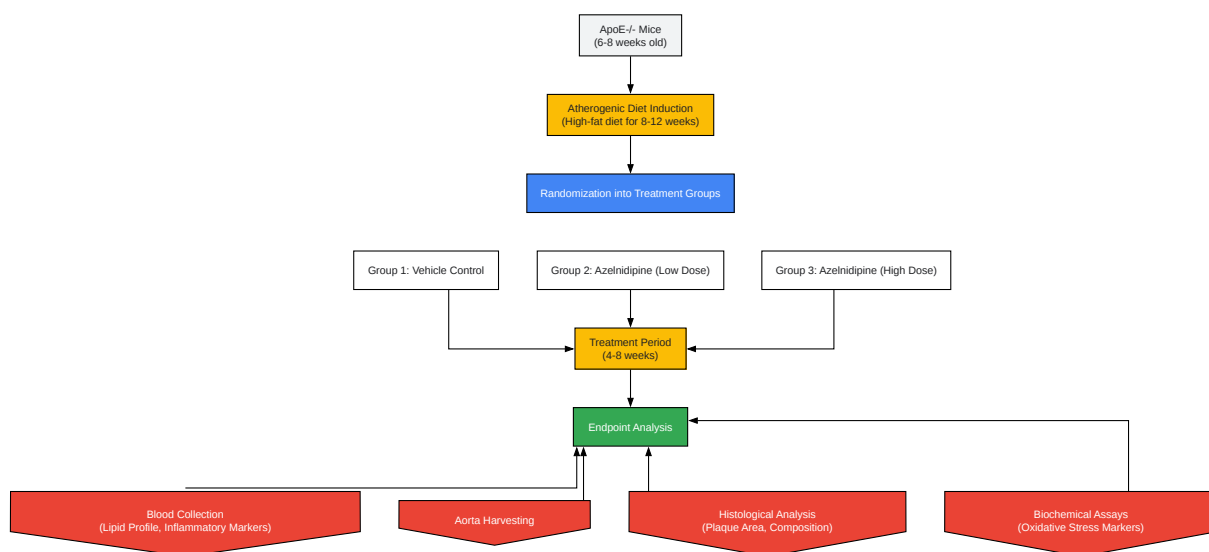 ApoE-/- Mice
(6-8 weeks old)
Atherogenic Diet Induction
(High-fat diet for 8-12 weeks)
Randomization into Treatment Groups
Group 1: Vehicle Control
Group 2: Azelnidipine (Low Dose)
Group 3: Azelnidipine (High Dose)
Treatment Period
(4-8 weeks)
Endpoint Analysis
Blood Collection
(Lipid Profile, Inflammatory Markers)
Aorta Harvesting
Histological Analysis
(Plaque Area, Composition)
Biochemical Assays
(Oxidative Stress Markers)